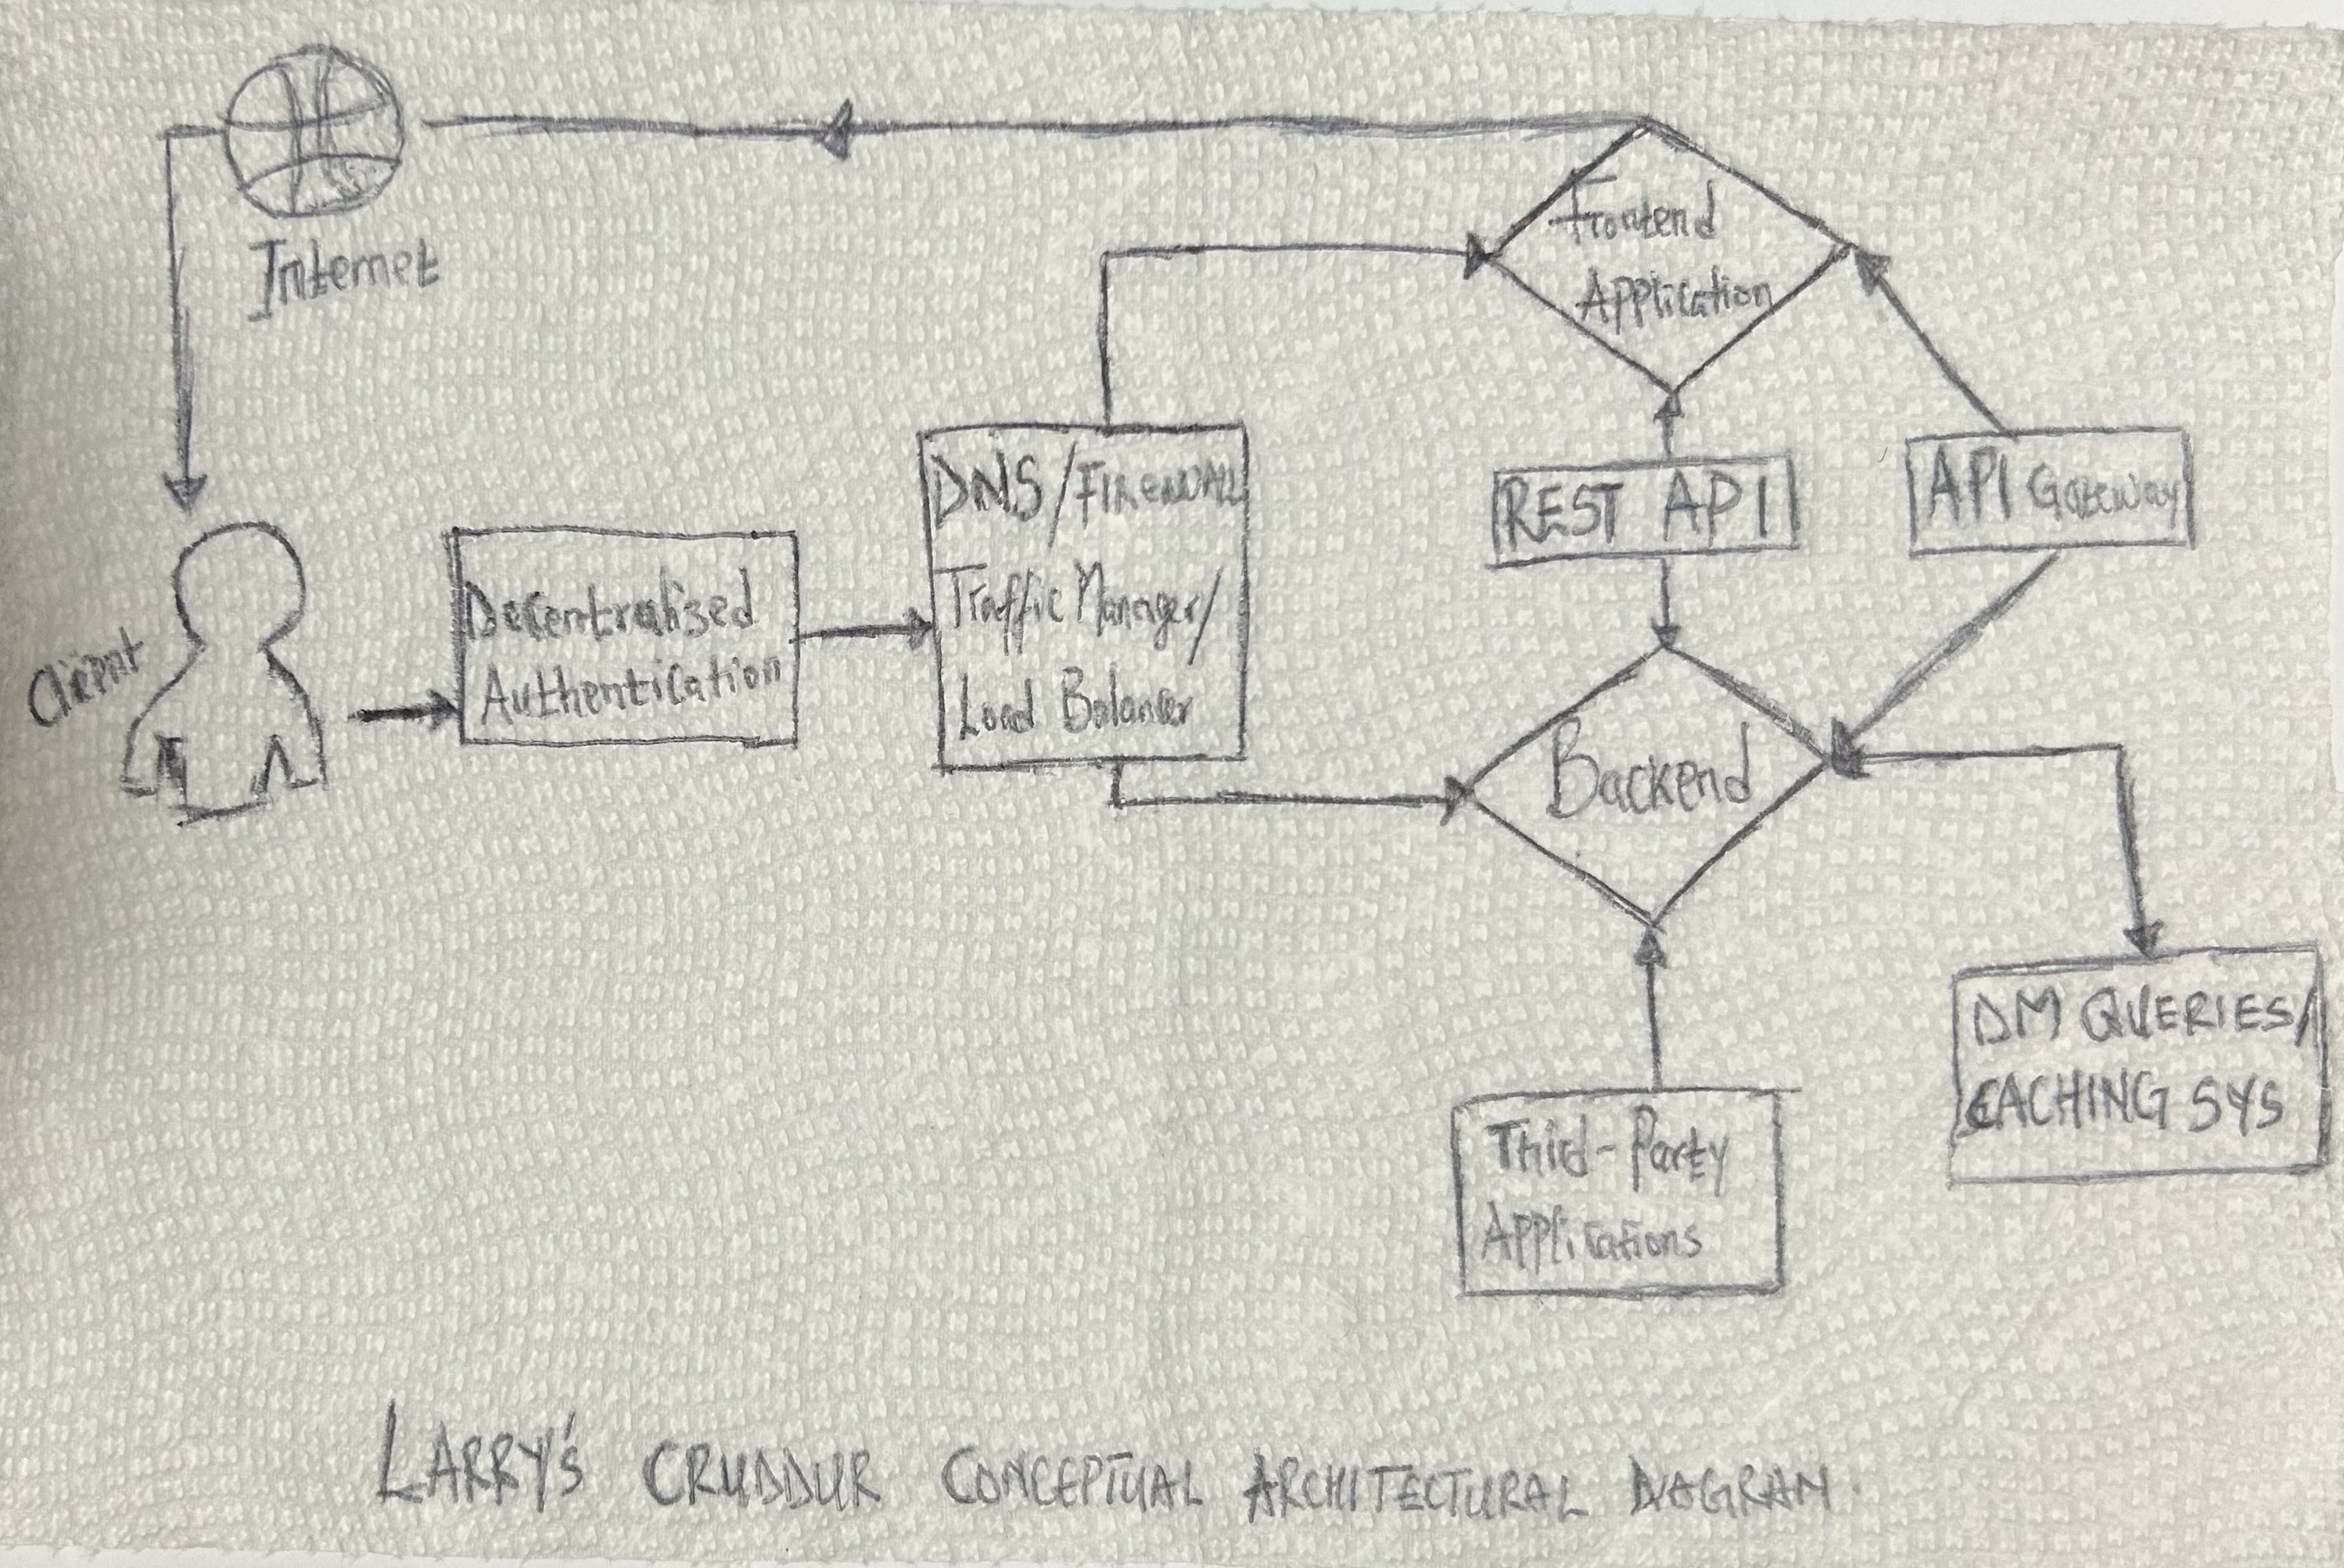 Internet
Frontend
Application
Client
Decentralized
Authentication
DNS/FIREWALL
Traffic Manager/
Load Balancer
REST API
API Gateway
Backend
DM QUERIES/
CACHING SYS
Third-Party
Applications
LARRY'S CRUDDUR CONCEPTUAL ARCHITECTURAL DIAGRAM.